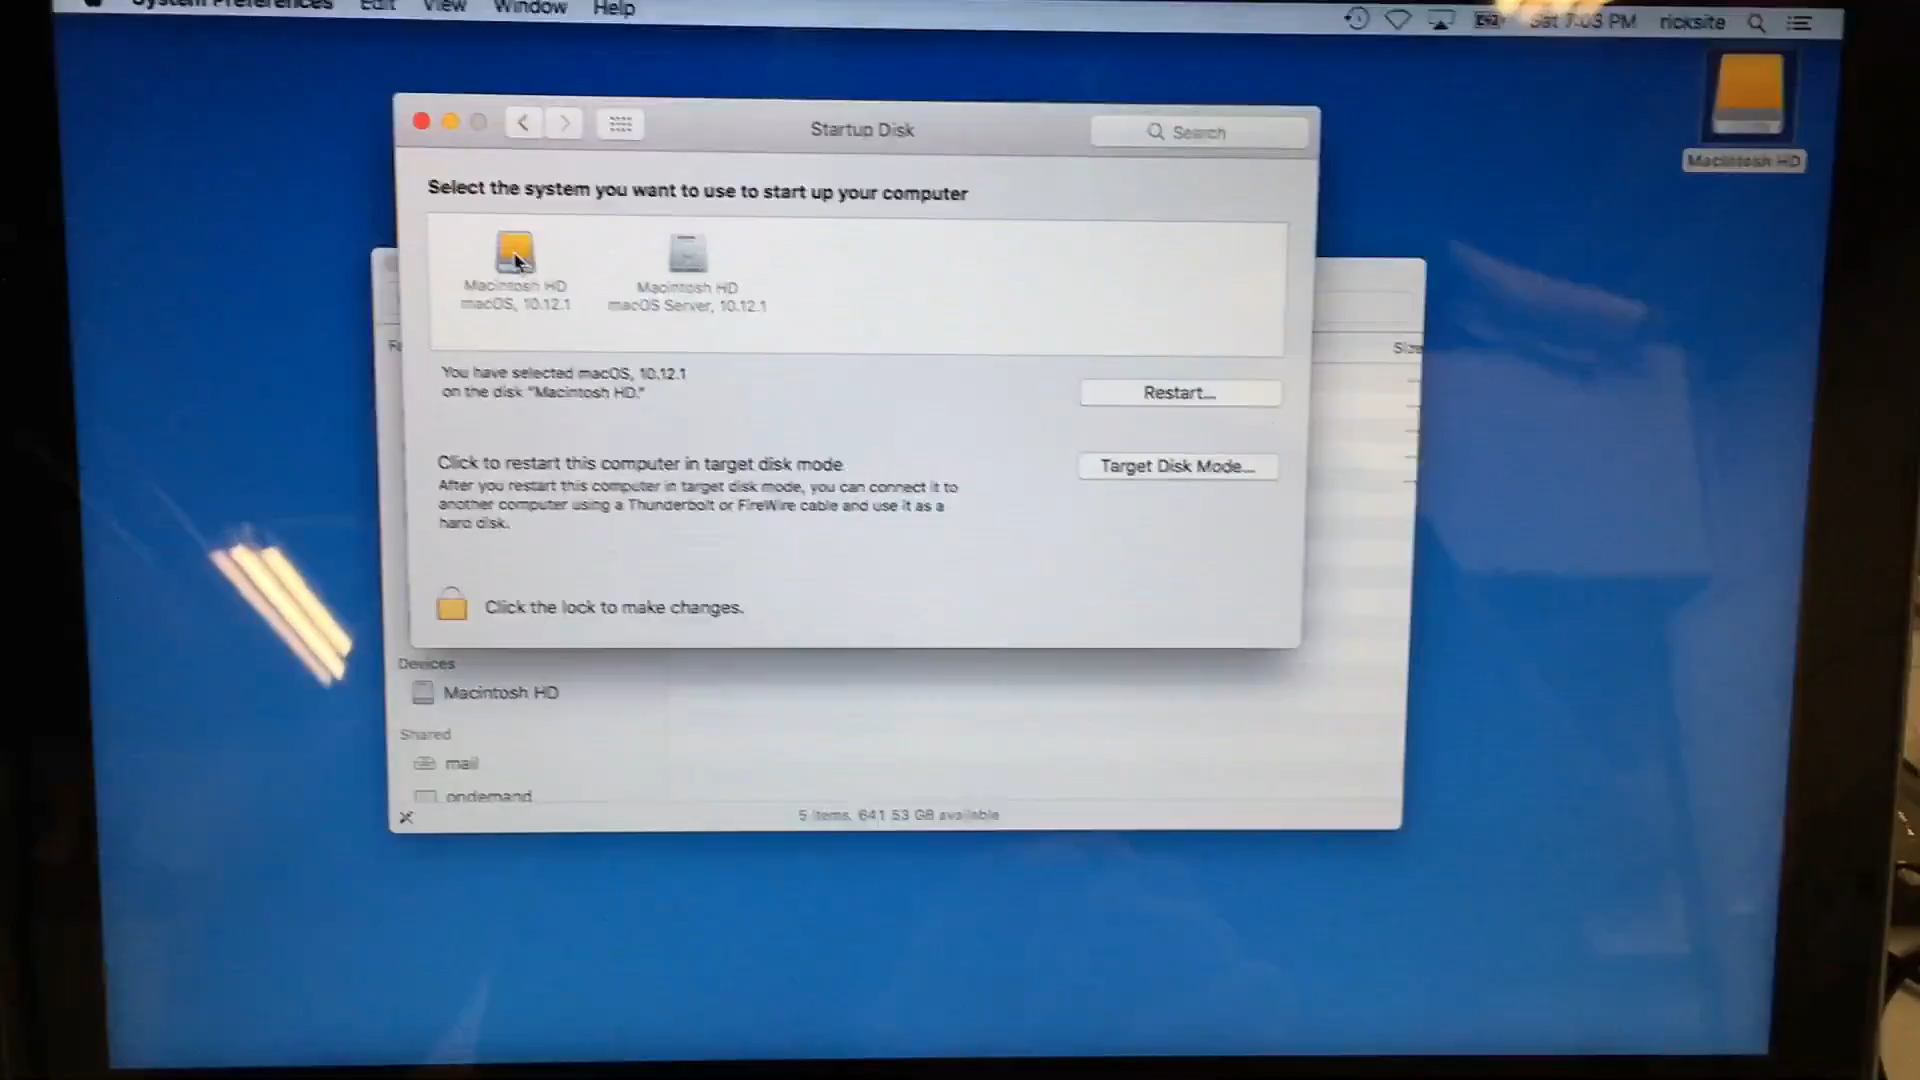 System Preferences Edit View Window Help
Sat 7:03 PM ricksite
Macintosh HD
Startup Disk
Search
Select the system you want to use to start up your computer
Macintosh HD
macOS, 10.12.1
Macintosh HD
macOS Server, 10.12.1
You have selected macOS, 10.12.1
on the disk "Macintosh HD."
Restart...
Click to restart this computer in target disk mode
After you restart this computer in target disk mode, you can connect it to
another computer using a Thunderbolt or FireWire cable and use it as a
hard disk.
Target Disk Mode...
Click the lock to make changes.
Size
Devices
Macintosh HD
Shared
mail
ondemand
5 items, 641.53 GB available